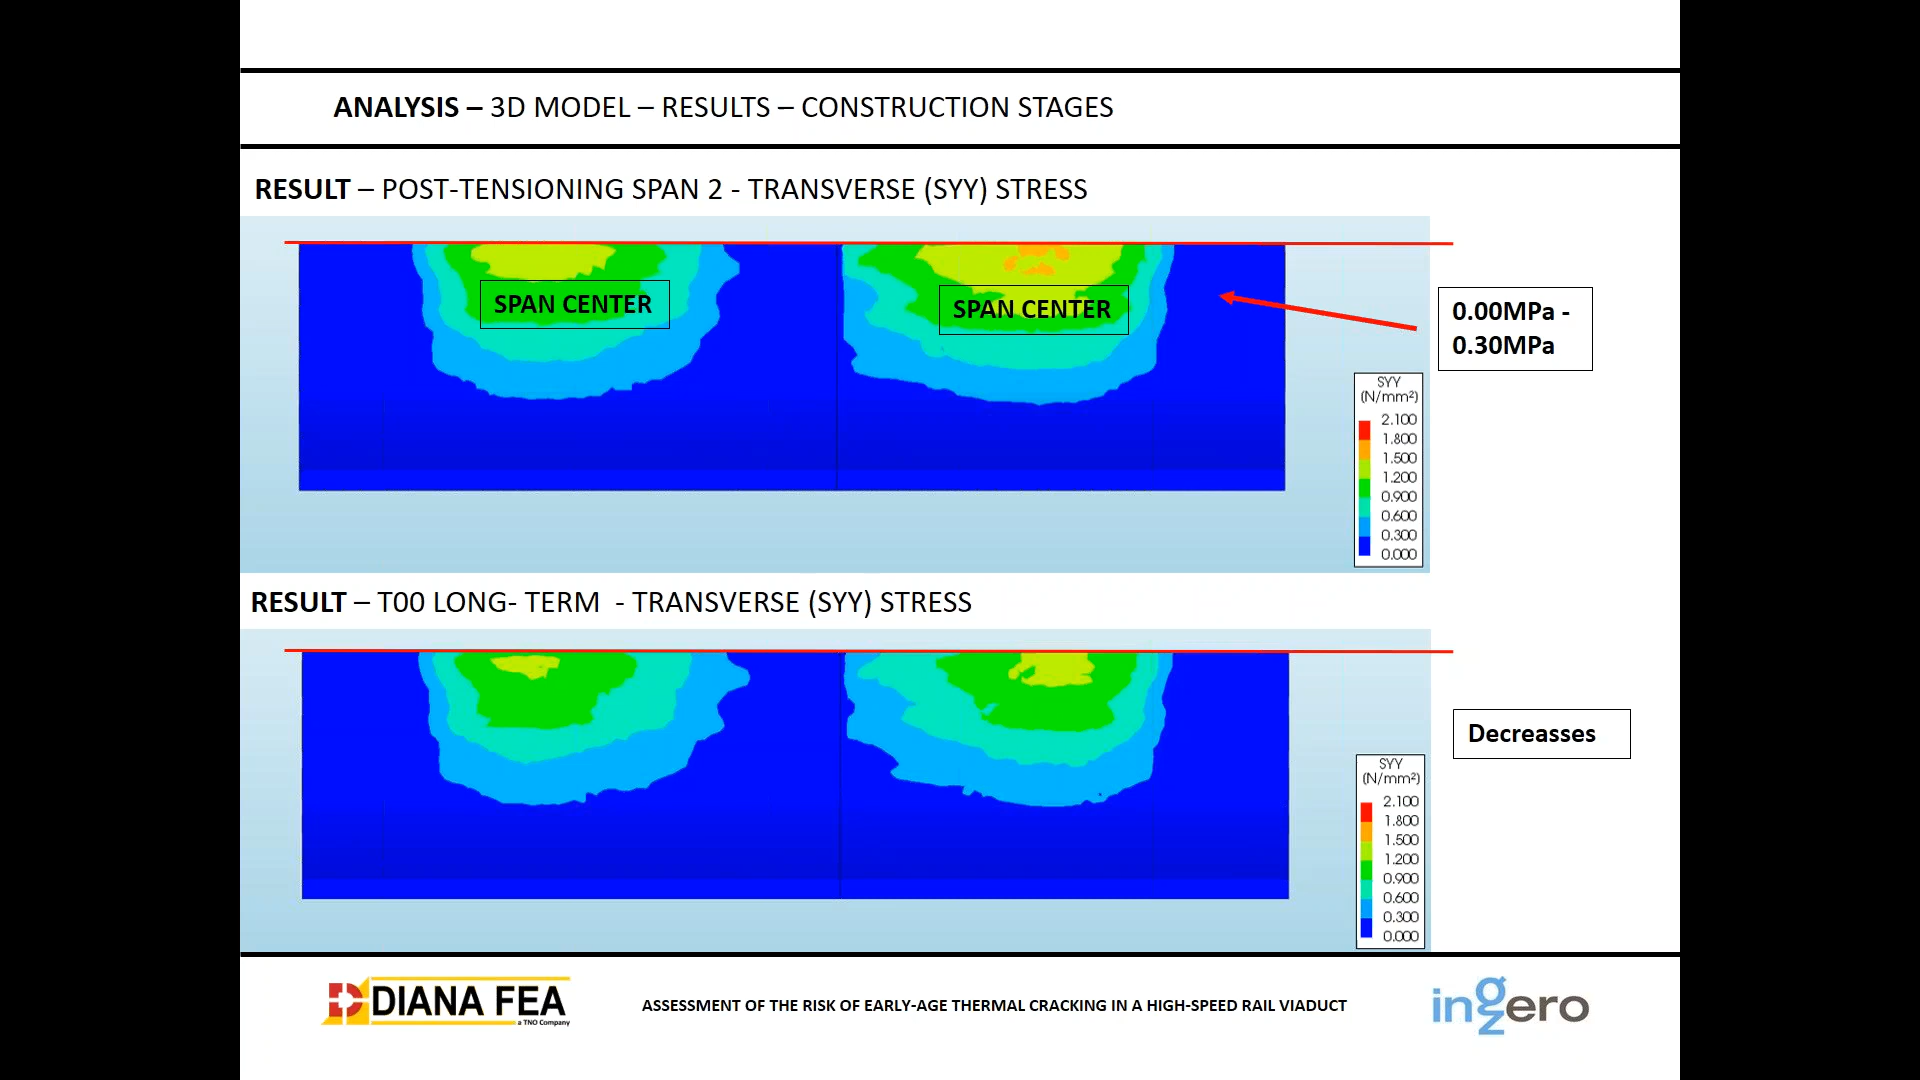 ANALYSIS – 3D MODEL – RESULTS – CONSTRUCTION STAGES
RESULT – POST-TENSIONING SPAN 2 - TRANSVERSE (SYY) STRESS
SPAN CENTER
SPAN CENTER
0.00MPa -
0.30MPa
SYY
(N/mm²)
2.100
1.800
1.500
1.200
0.900
0.600
0.300
0.000
RESULT – T00 LONG- TERM - TRANSVERSE (SYY) STRESS
Decreasses
SYY
(N/mm²)
2.100
1.800
1.500
1.200
0.900
0.600
0.300
0.000
DIANA FEA
a TNO Company
ASSESSMENT OF THE RISK OF EARLY-AGE THERMAL CRACKING IN A HIGH-SPEED RAIL VIADUCT
ingzero